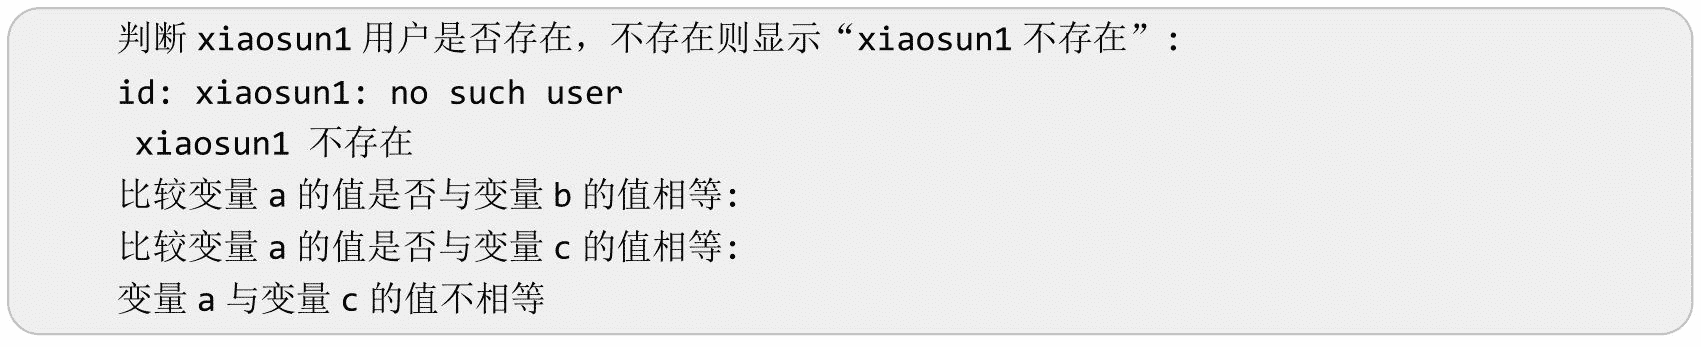 判断 xiaosun1 用户是否存在，不存在则显示“xiaosun1 不存在”:
id: xiaosun1: no such user
xiaosun1 不存在
比较变量 a 的值是否与变量 b 的值相等:
比较变量 a 的值是否与变量 c 的值相等:
变量 a 与变量 c 的值不相等